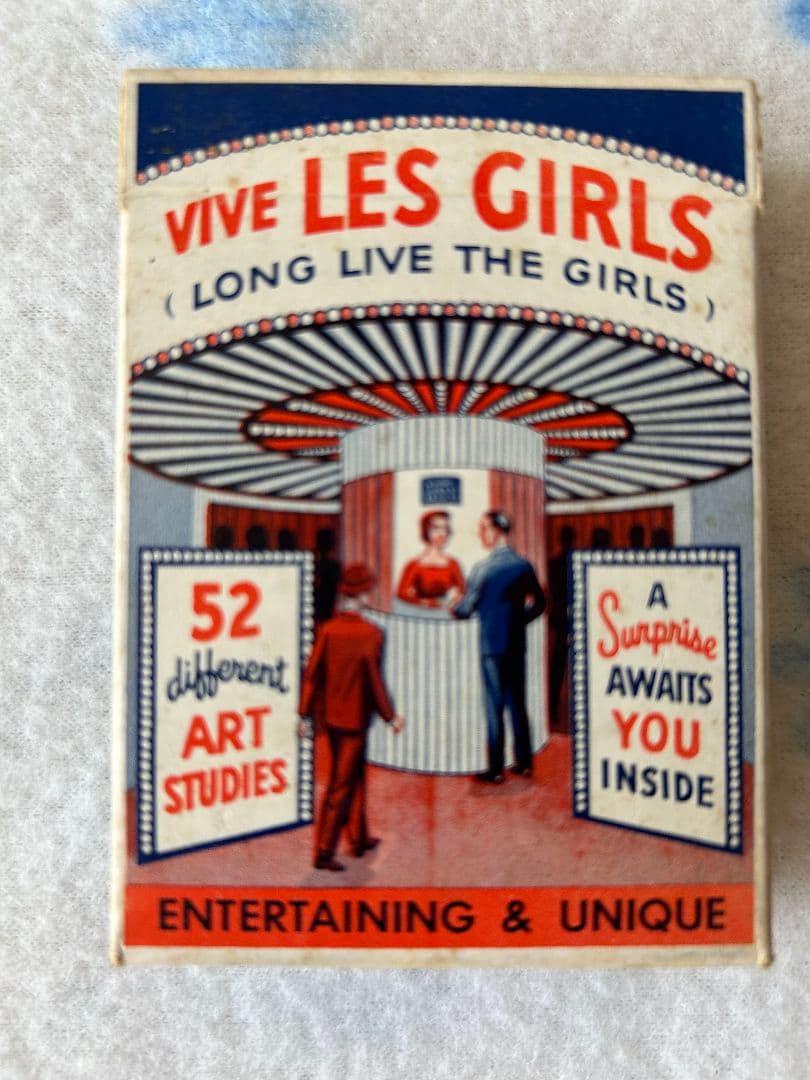 VIVE LES GIRLS
( LONG LIVE THE GIRLS )
52
different
ART
STUDIES.
A
Surprise
AWAITS
YOU
INSIDE
ENTERTAINING & UNIQUE